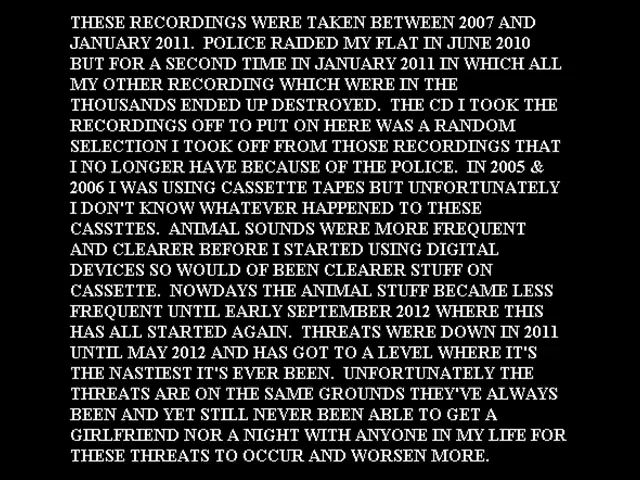 THESE RECORDINGS WERE TAKEN BETWEEN 2007 AND
JANUARY 2011.  POLICE RAIDED MY FLAT IN JUNE 2010
BUT FOR A SECOND TIME IN JANUARY 2011 IN WHICH ALL
MY OTHER RECORDING WHICH WERE IN THE
THOUSANDS ENDED UP DESTROYED.  THE CD I TOOK THE
RECORDINGS OFF TO PUT ON HERE WAS A RANDOM
SELECTION I TOOK OFF FROM THOSE RECORDINGS THAT
I NO LONGER HAVE BECAUSE OF THE POLICE.  IN 2005 &
2006 I WAS USING CASSETTE TAPES BUT UNFORTUNATELY
I DON'T KNOW WHATEVER HAPPENED TO THESE
CASSTTES.  ANIMAL SOUNDS WERE MORE FREQUENT
AND CLEARER BEFORE I STARTED USING DIGITAL
DEVICES SO WOULD OF BEEN CLEARER STUFF ON
CASSETTE.  NOWDAYS THE ANIMAL STUFF BECAME LESS
FREQUENT UNTIL EARLY SEPTEMBER 2012 WHERE THIS
HAS ALL STARTED AGAIN.  THREATS WERE DOWN IN 2011
UNTIL MAY 2012 AND HAS GOT TO A LEVEL WHERE IT'S
THE NASTIEST IT'S EVER BEEN.  UNFORTUNATELY THE
THREATS ARE ON THE SAME GROUNDS THEY'VE ALWAYS
BEEN AND YET STILL NEVER BEEN ABLE TO GET A
GIRLFRIEND NOR A NIGHT WITH ANYONE IN MY LIFE FOR
THESE THREATS TO OCCUR AND WORSEN MORE.